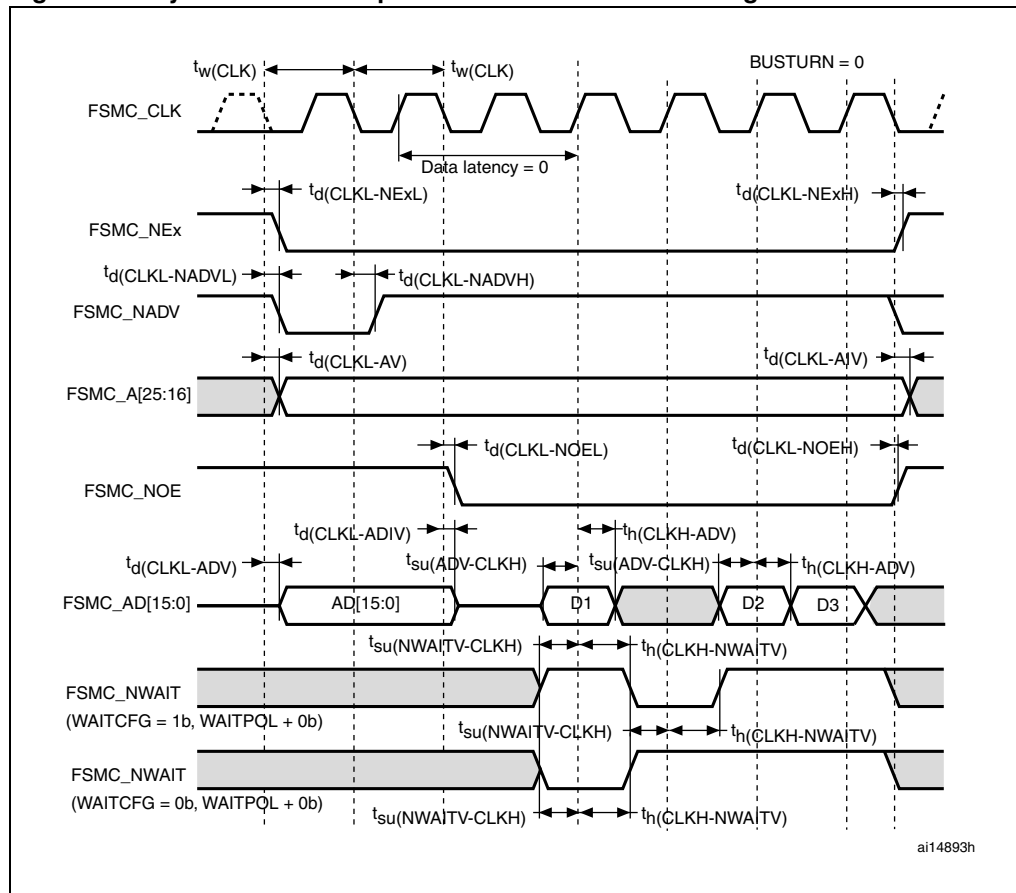 BUSTURN = 0
tw(CLK) tw(CLK)
FSMC_CLK
Data latency = 0
td(CLKL-NExL) td(CLKL-NExH)
FSMC_NEx
td(CLKL-NADVL) td(CLKL-NADVH)
FSMC_NADV
td(CLKL-AV) td(CLKL-AIV)
FSMC_A[25:16]
td(CLKL-NOEL) td(CLKL-NOEH)
FSMC_NOE
td(CLKL-ADIV) th(CLKH-ADV)
td(CLKL-ADV) tsu(ADV-CLKH) tsu(ADV-CLKH) th(CLKH-ADV)
FSMC_AD[15:0] AD[15:0] D1 D2 D3
tsu(NWAITV-CLKH) th(CLKH-NWAITV)
FSMC_NWAIT
(WAITCFG = 1b, WAITPOL + 0b)
tsu(NWAITV-CLKH) th(CLKH-NWAITV)
FSMC_NWAIT
(WAITCFG = 0b, WAITPOL + 0b)
tsu(NWAITV-CLKH) th(CLKH-NWAITV)
ai14893h